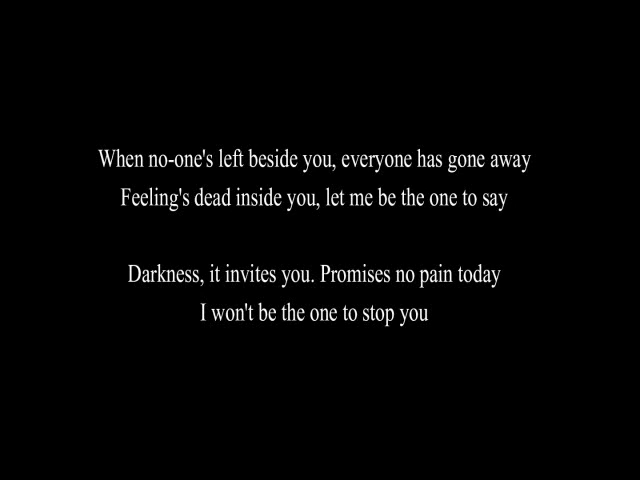 When no-one's left beside you, everyone has gone away
Feeling's dead inside you, let me be the one to say
Darkness, it invites you. Promises no pain today
I won't be the one to stop you